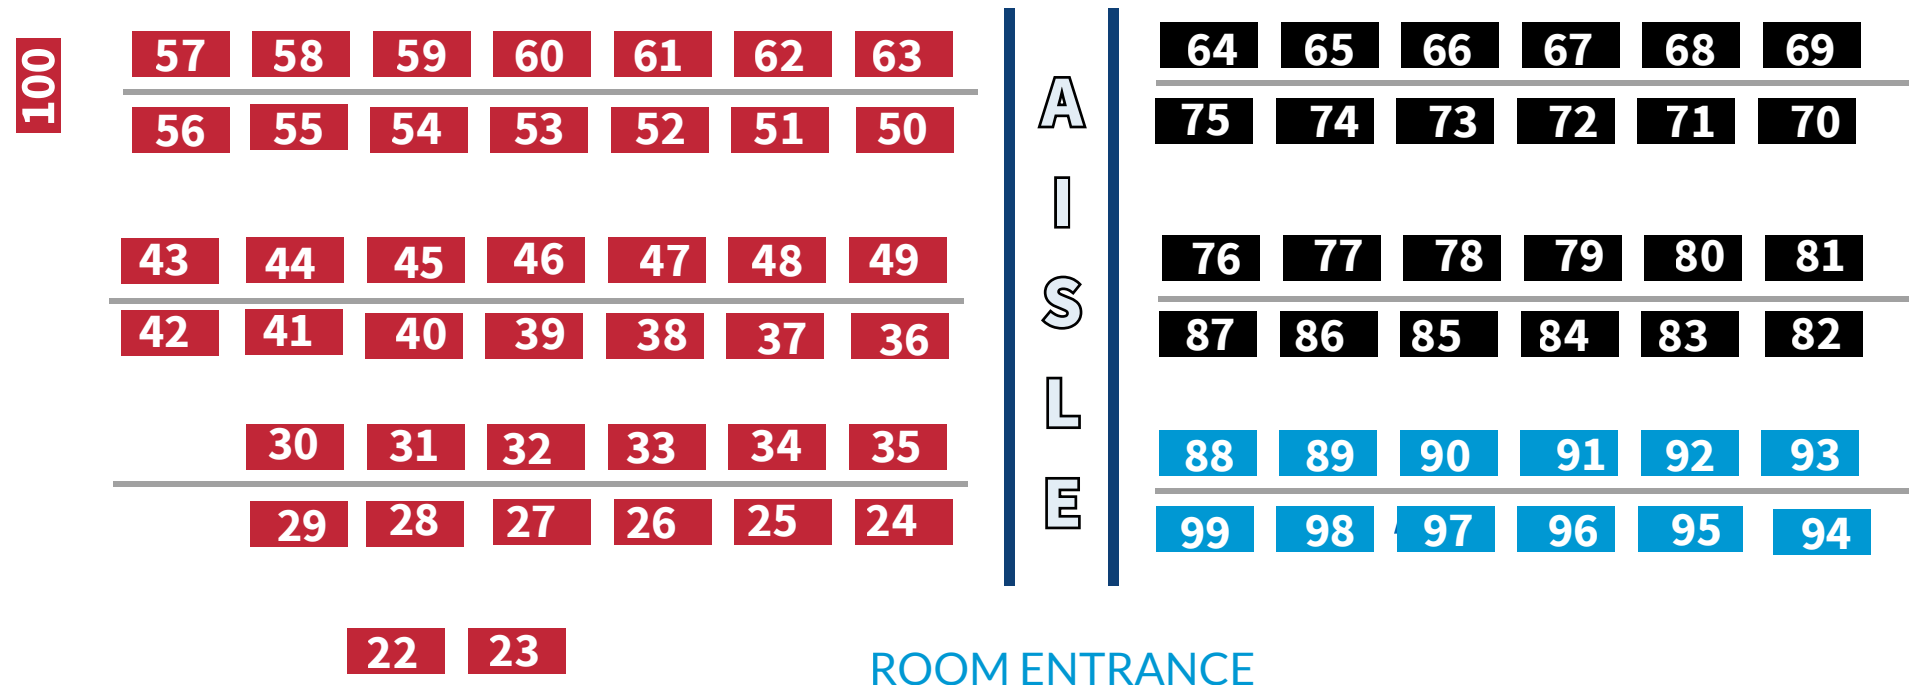 100
57 58 59 60 61 62 63
56 55 54 53 52 51 50
43 44 45 46 47 48 49
42 41 40 39 38 37 36
30 31 32 33 34 35
29 28 27 26 25 24
22 23
AISLE
64 65 66 67 68 69
75 74 73 72 71 70
76 77 78 79 80 81
87 86 85 84 83 82
88 89 90 91 92 93
99 98 97 96 95 94
ROOM ENTRANCE